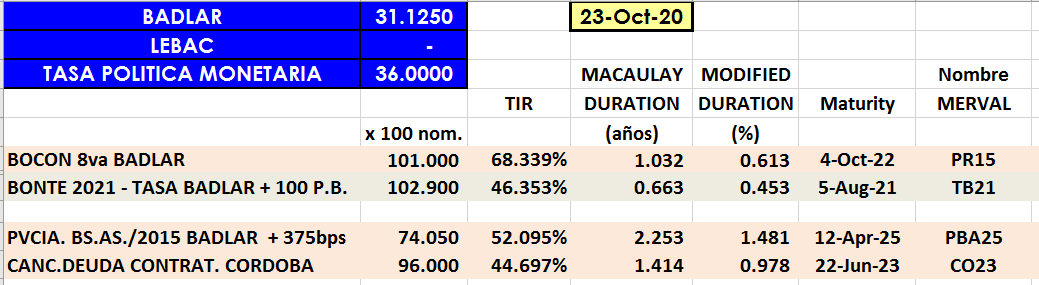 BADLAR 31.1250 23-Oct-20
LEBAC -
TASA POLITICA MONETARIA 36.0000 MACAULAY MODIFIED Nombre
TIR DURATION DURATION Maturity MERVAL
x 100 nom. (años) (%)
BOCON 8va BADLAR 101.000 68.339% 1.032 0.613 4-Oct-22 PR15
BONTE 2021 - TASA BADLAR + 100 P.B. 102.900 46.353% 0.663 0.453 5-Aug-21 TB21
PVCIA. BS.AS./2015 BADLAR + 375bps 74.050 52.095% 2.253 1.481 12-Apr-25 PBA25
CANC.DEUDA CONTRAT. CORDOBA 96.000 44.697% 1.414 0.978 22-Jun-23 CO23